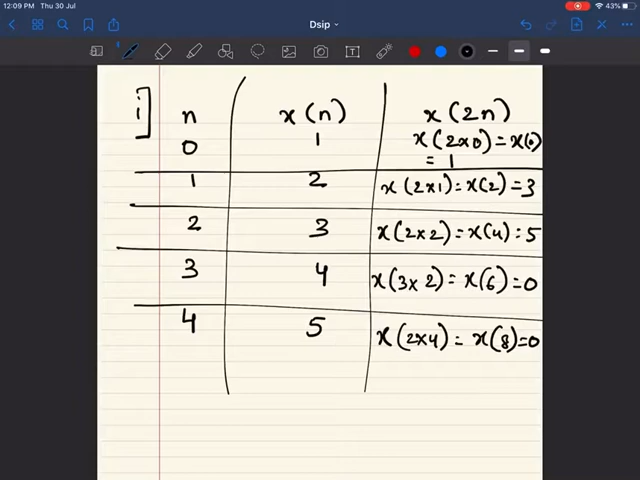 12:09 PM Thu 30 Jul
43%
Dsip
i]
n x(n) x(2n)
0 1 x(2x0)=x(0)
= 1
1 2 x(2x1)=x(2)=3
2 3 x(2x2)=x(4)=5
3 4 x(3x2)=x(6)=0
4 5 x(2x4)=x(8)=0